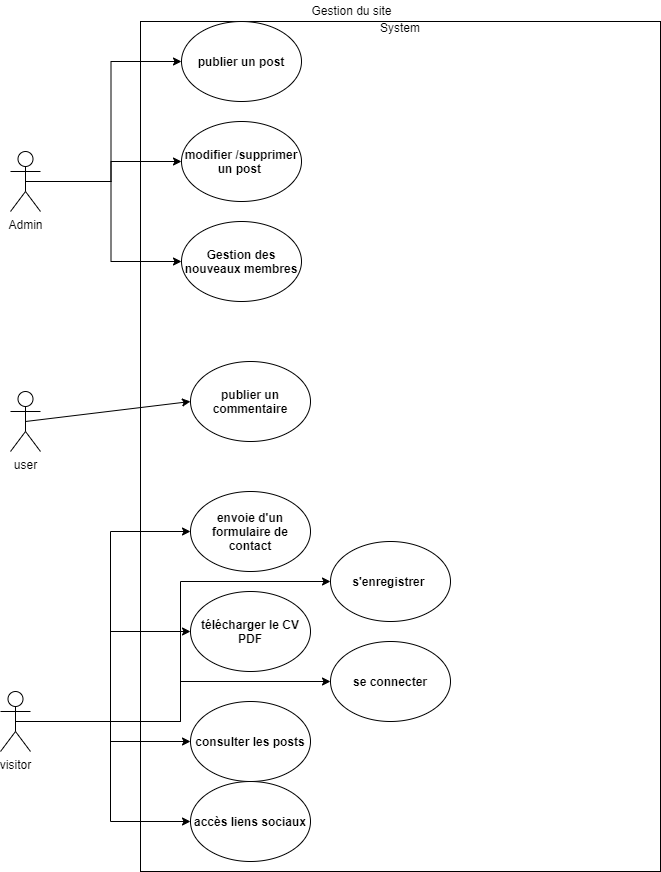 Gestion du site
System
publier un post
modifier /supprimer
un post
Admin
Gestion des
nouveaux membres
publier un
commentaire
user
envoie d'un
formulaire de
contact
s'enregistrer
télécharger le CV
PDF
se connecter
consulter les posts
visitor
accès liens sociaux